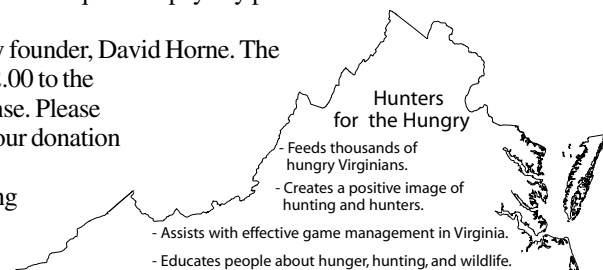 founder, David Horne. The
.00 to the
nse. Please
our donation
ng
Hunters
for the Hungry
- Feeds thousands of
hungry Virginians.
- Creates a positive image of
hunting and hunters.
- Assists with effective game management in Virginia.
- Educates people about hunger, hunting, and wildlife.